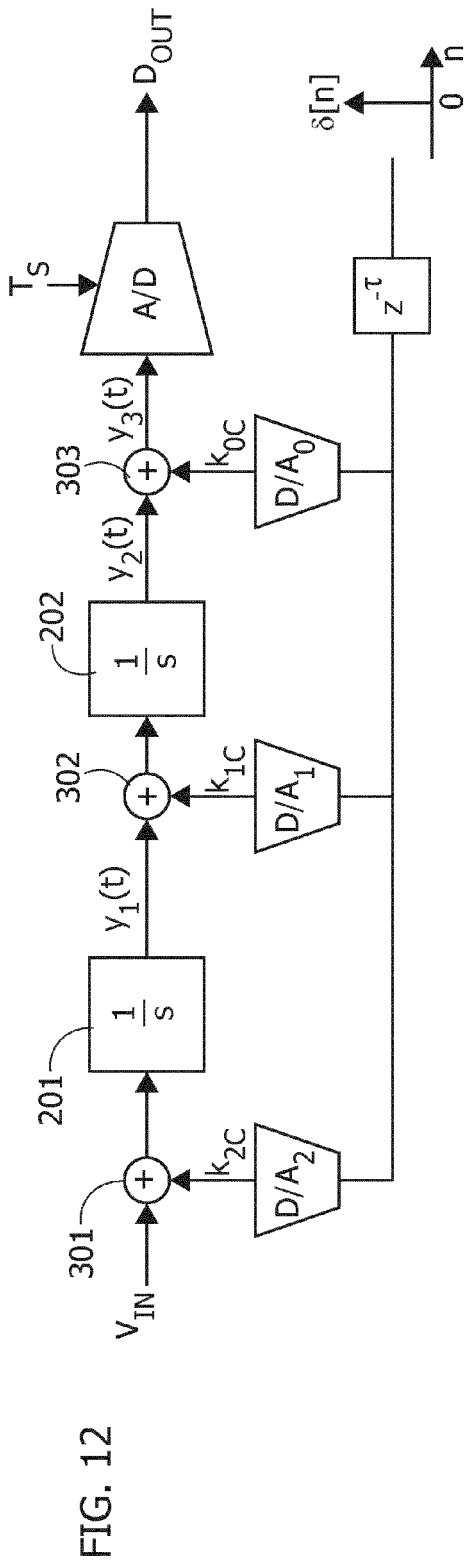 FIG. 12
V_IN
301
k_2C
D/A_2
201
1/s
y_1(t)
302
k_1C
D/A_1
202
1/s
y_2(t)
303
k_0C
D/A_0
y_3(t)
T_S
A/D
D_OUT
z^-τ
δ[n]
0
n